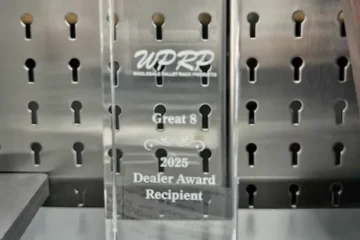 WPRP
WHOLESALE PALLET RACK PRODUCTS
Great 8
2025
Dealer Award
Recipient